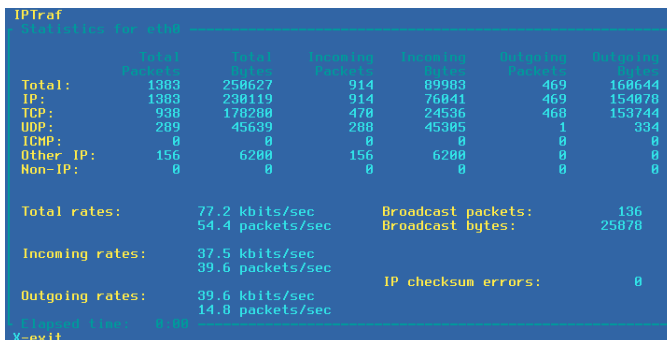 IPTraf
Statistics for eth0
Total Total Incoming Incoming Outgoing Outgoing
Packets Bytes Packets Bytes Packets Bytes
Total: 1383 250627 914 89983 469 160644
IP: 1383 230119 914 76041 469 154078
TCP: 938 178280 470 24536 468 153744
UDP: 289 45639 288 45305 1 334
ICMP: 0 0 0 0 0 0
Other IP: 156 6200 156 6200 0 0
Non-IP: 0 0 0 0 0 0
Total rates: 77.2 kbits/sec Broadcast packets: 136
54.4 packets/sec Broadcast bytes: 25878
Incoming rates: 37.5 kbits/sec
39.6 packets/sec
IP checksum errors: 0
Outgoing rates: 39.6 kbits/sec
14.8 packets/sec
Elapsed time: 0:00
X-exit